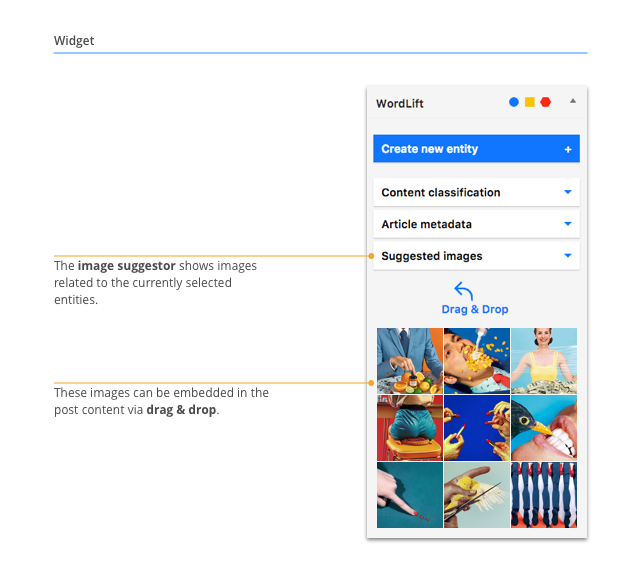 Widget
WordLift
Create new entity +
Content classification
Article metadata
Suggested images
The image suggestor shows images
related to the currently selected
entities.
Drag & Drop
These images can be embedded in the
post content via drag & drop.